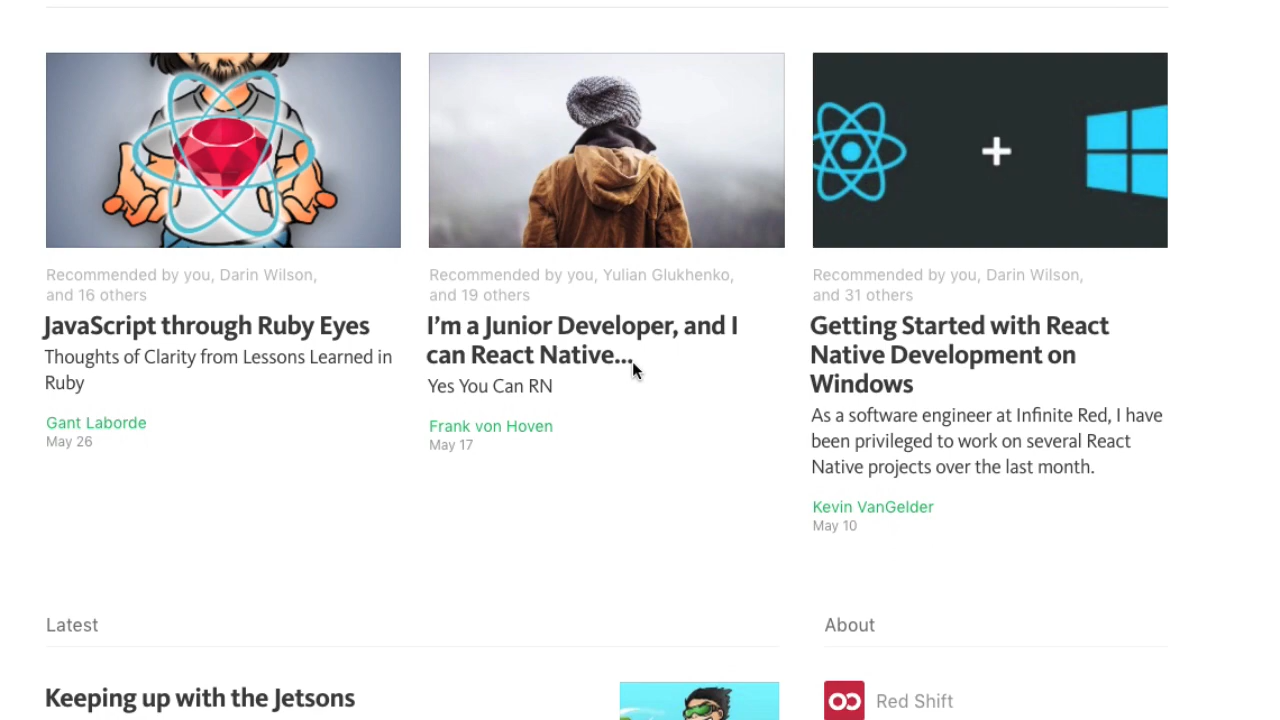 Recommended by you, Darin Wilson,
and 16 others
JavaScript through Ruby Eyes
Thoughts of Clarity from Lessons Learned in
Ruby
Gant Laborde
May 26
Recommended by you, Yulian Glukhenko,
and 19 others
I’m a Junior Developer, and I
can React Native...
Yes You Can RN
Frank von Hoven
May 17
Recommended by you, Darin Wilson,
and 31 others
Getting Started with React
Native Development on
Windows
As a software engineer at Infinite Red, I have
been privileged to work on several React
Native projects over the last month.
Kevin VanGelder
May 10
Latest
Keeping up with the Jetsons
About
Red Shift